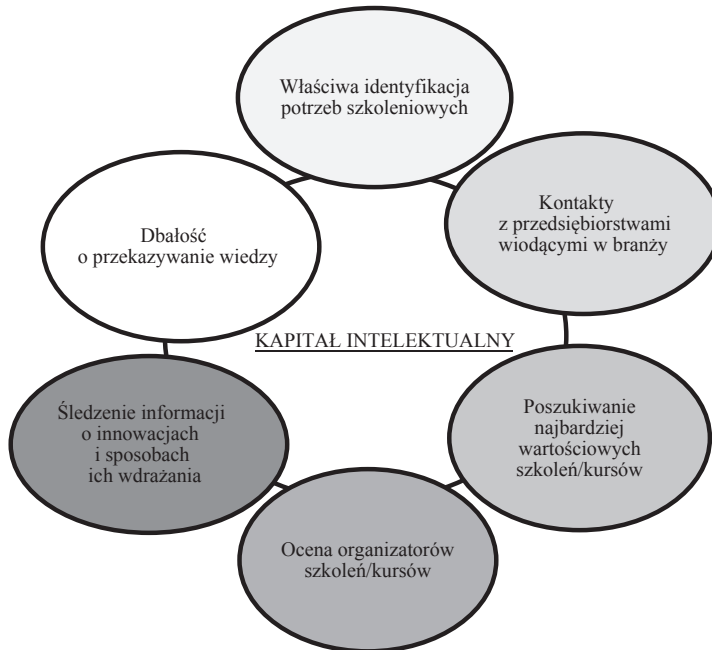 Właściwa identyfikacja
potrzeb szkoleniowych
Kontakty
z przedsiębiorstwami
wiodącymi w branży
Dbałość
o przekazywanie wiedzy
KAPITAŁ INTELEKTUALNY
Poszukiwanie
najbardziej
wartościowych
szkoleń/kursów
Śledzenie informacji
o innowacjach
i sposobach
ich wdrażania
Ocena organizatorów
szkoleń/kursów